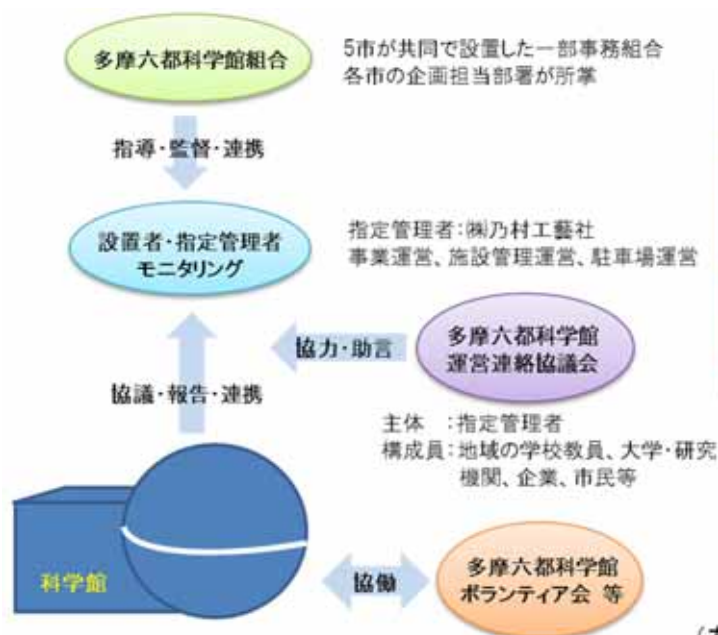 多摩六都科学館組合
5市が共同で設置した一部事務組合
各市の企画担当部署が所掌
指導・監督・連携
設置者・指定管理者
モニタリング
指定管理者:㈱乃村工藝社
事業運営、施設管理運営、駐車場運営
協力・助言
多摩六都科学館
運営連絡協議会
協議・報告・連携
主体 :指定管理者
構成員:地域の学校教員、大学・研究
機関、企業、市民等
科学館
協働
多摩六都科学館
ボランティア会 等